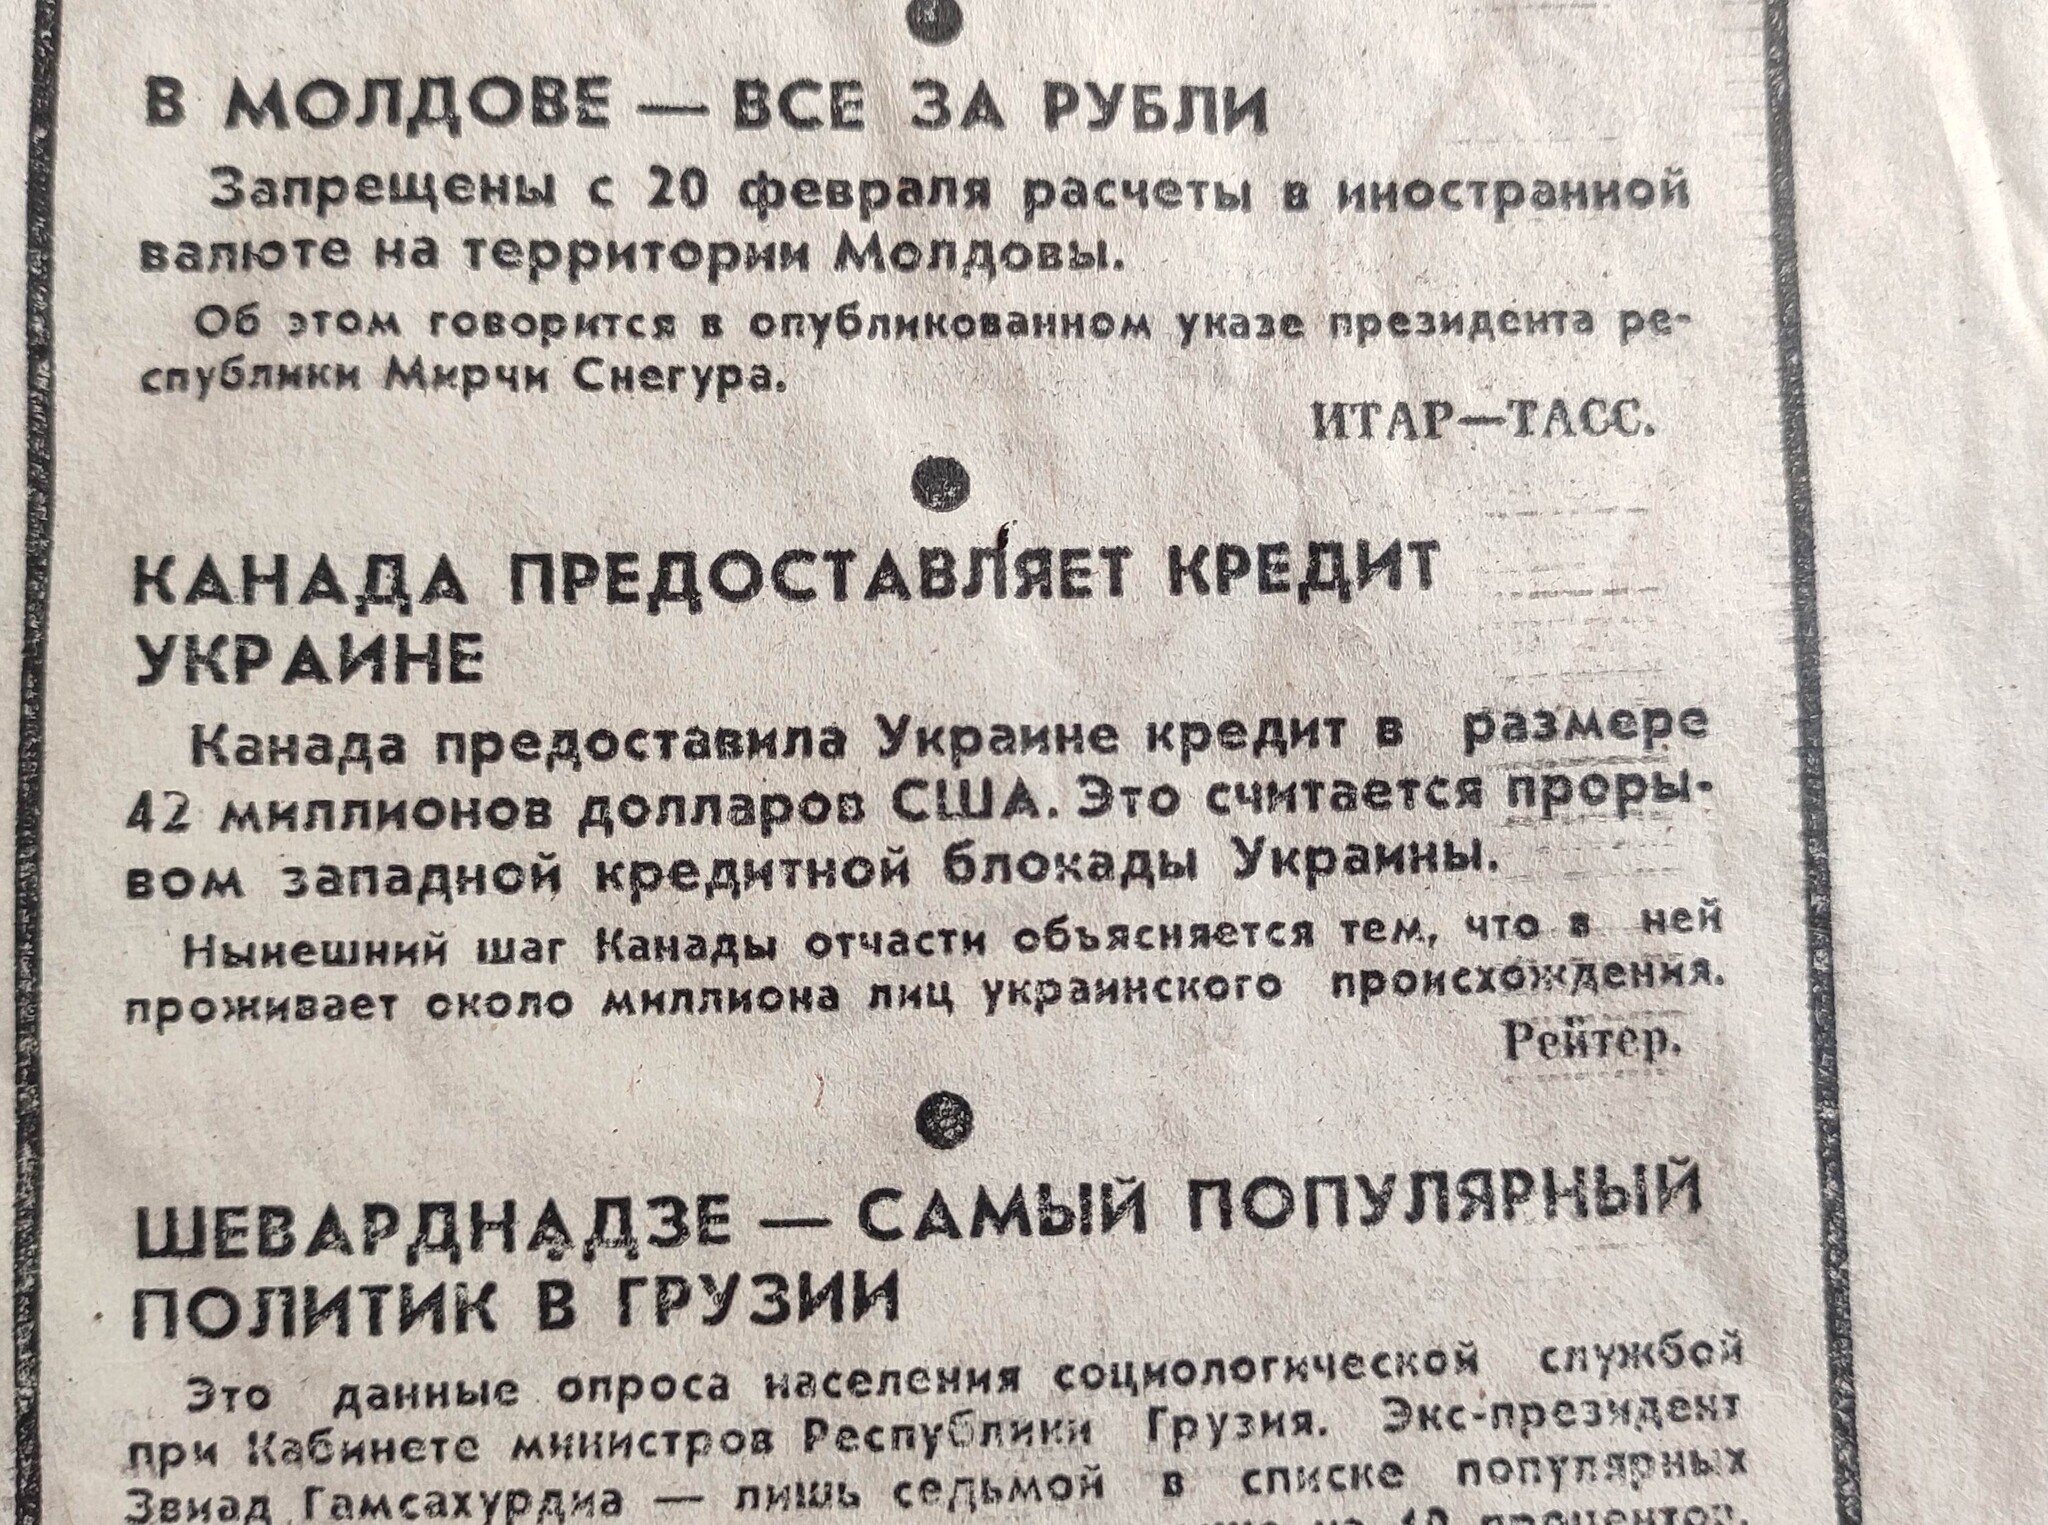 В МОЛДОВЕ — ВСЕ ЗА РУБЛИ
Запрещены с 20 февраля расчеты в иностранной
валюте на территории Молдовы.
Об этом говорится в опубликованном указе президента ре-
спублики Мирчи Снегура.
ИТАР—ТАСС.
КАНАДА ПРЕДОСТАВЛЯЕТ КРЕДИТ
УКРАИНЕ
Канада предоставила Украине кредит в размере
42 миллионов долларов США. Это считается проры-
вом западной кредитной блокады Украины.
Нынешний шаг Канады отчасти объясняется тем, что в ней
проживает около миллиона лиц украинского происхождения.
Рейтер.
ШЕВАРДНАДЗЕ — САМЫЙ ПОПУЛЯРНЫЙ
ПОЛИТИК В ГРУЗИИ
Это данные опроса населения социологической службой
при Кабинете министров Республики Грузия. Экс-президент
Звиад Гамсахурдиа — лишь седьмой в списке популярных
на 10 процентов.